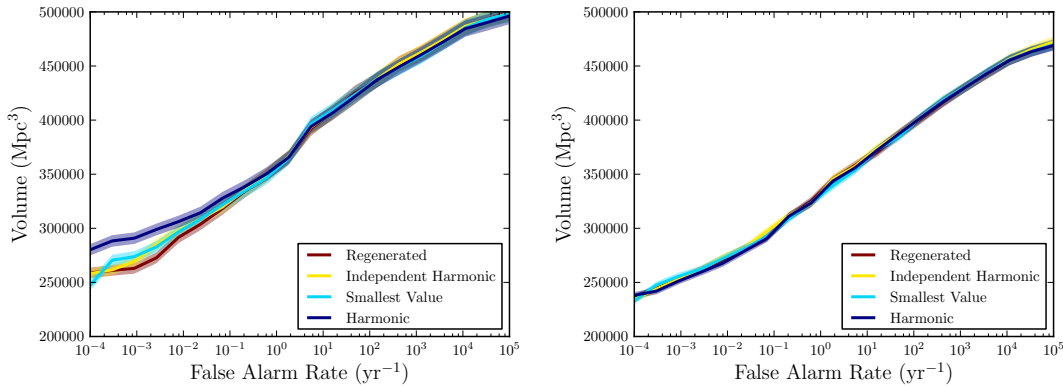 500000
450000
400000
350000
300000
250000
200000
Volume (Mpc³)
Regenerated
Independent Harmonic
Smallest Value
Harmonic
10⁻⁴ 10⁻³ 10⁻² 10⁻¹ 10⁰ 10¹ 10² 10³ 10⁴ 10⁵
False Alarm Rate (yr⁻¹)
500000
450000
400000
350000
300000
250000
200000
Volume (Mpc³)
Regenerated
Independent Harmonic
Smallest Value
Harmonic
10⁻⁴ 10⁻³ 10⁻² 10⁻¹ 10⁰ 10¹ 10² 10³ 10⁴ 10⁵
False Alarm Rate (yr⁻¹)